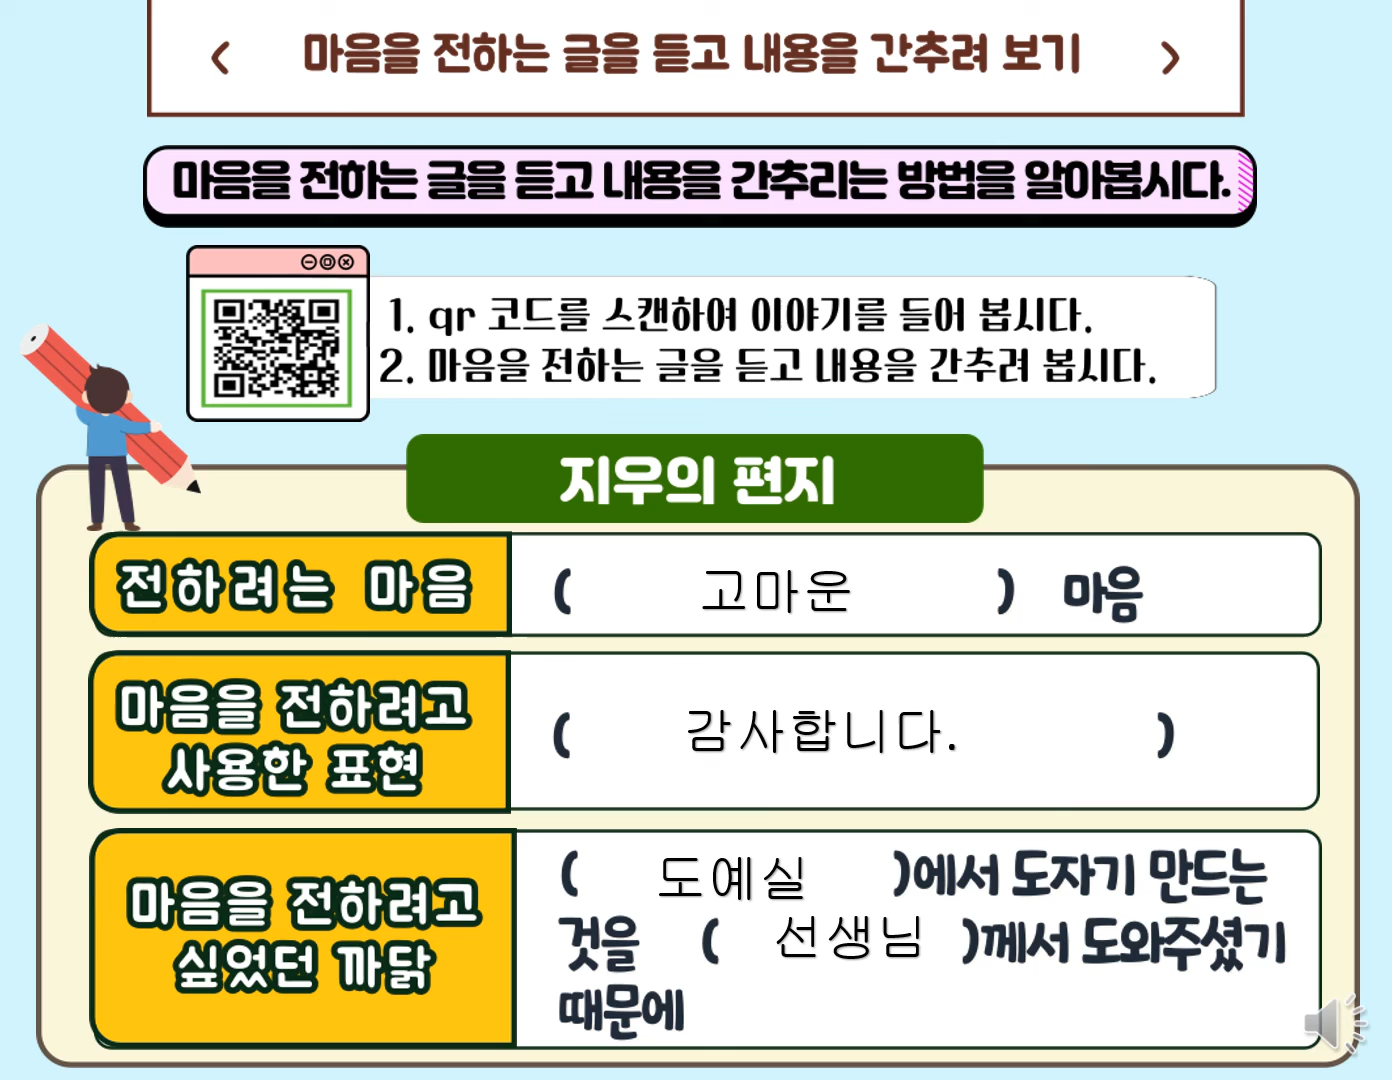 마음을 전하는 글을 듣고 내용을 간추려 보기
마음을 전하는 글을 듣고 내용을 간추리는 방법을 알아봅시다.
1. qr 코드를 스캔하여 이야기를 들어 봅시다.
2. 마음을 전하는 글을 듣고 내용을 간추려 봅시다.
지우의 편지
전하려는 마음
( 고마운 ) 마음
마음을 전하려고
사용한 표현
( 감사합니다. )
마음을 전하려고
싶었던 까닭
( 도예실 )에서 도자기 만드는
것을 ( 선생님 )께서 도와주셨기
때문에